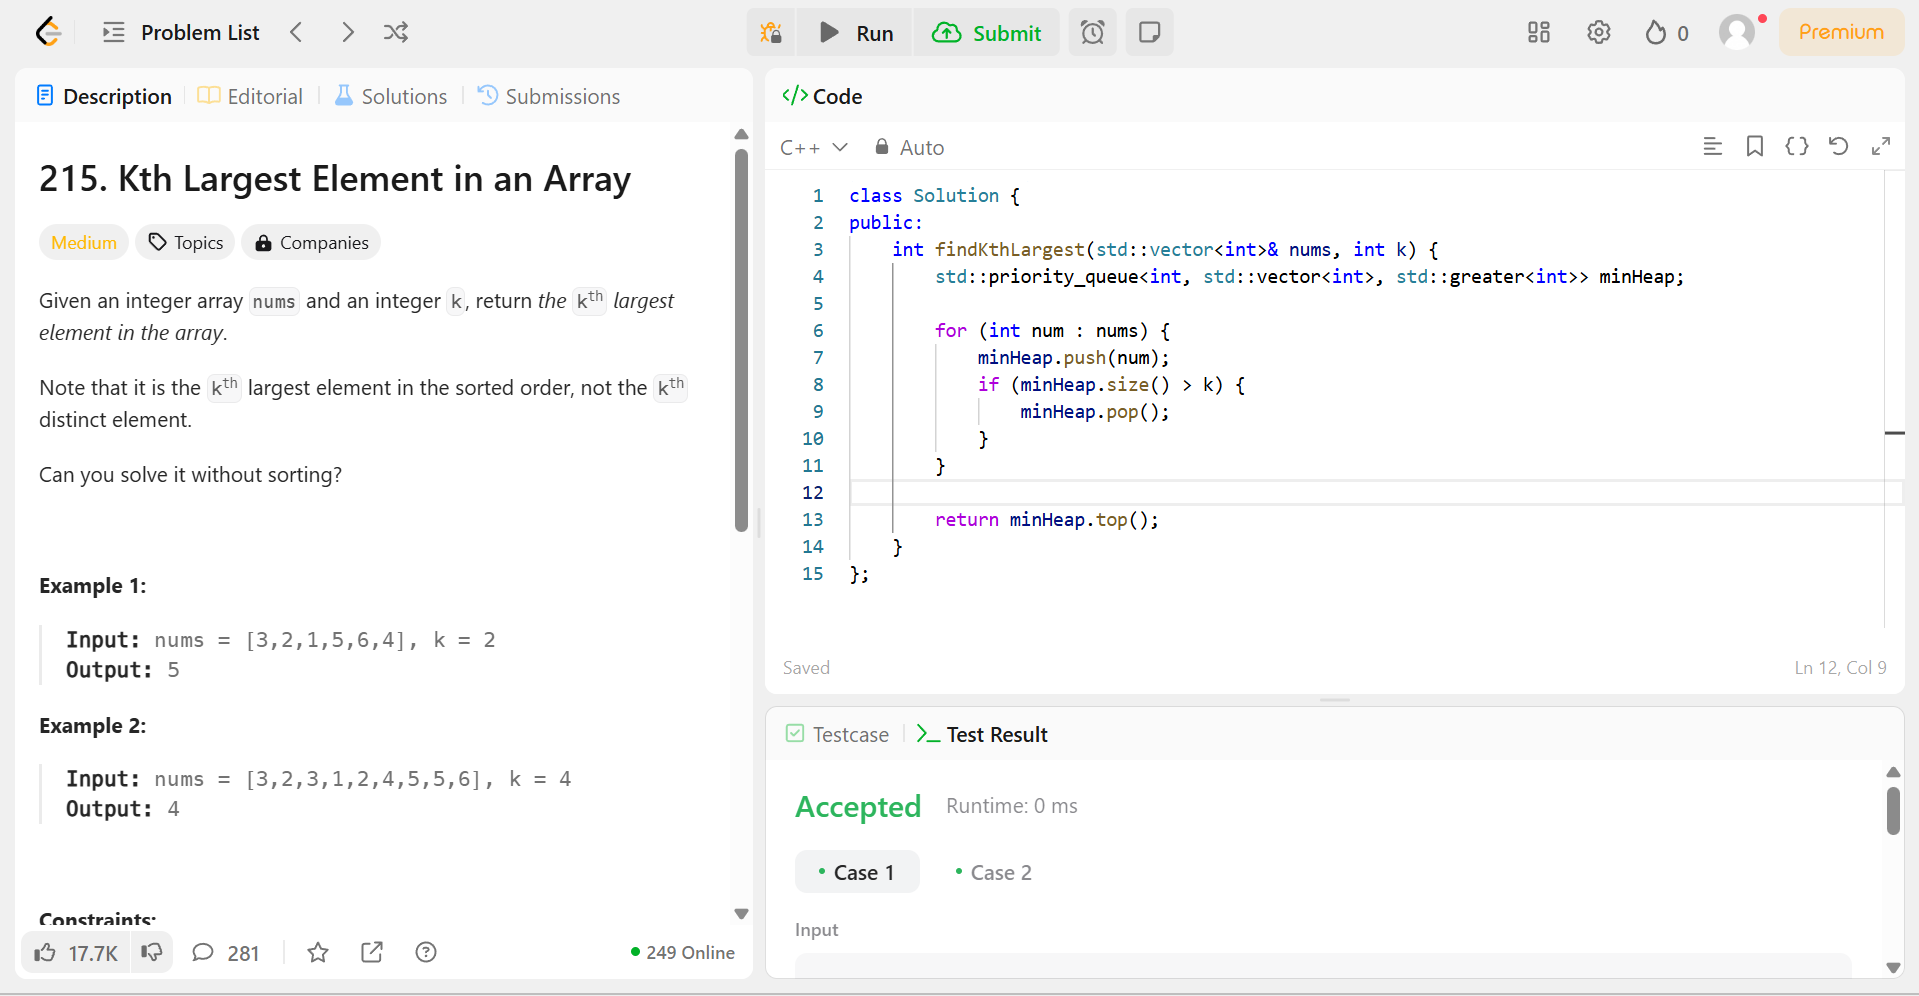 Problem List
Run
Submit
0
Premium
Description
Editorial
Solutions
Submissions
215. Kth Largest Element in an Array
Medium
Topics
Companies
Given an integer array nums and an integer k, return the kth largest
element in the array.
Note that it is the kth largest element in the sorted order, not the kth
distinct element.
Can you solve it without sorting?
Example 1:
Input: nums = [3,2,1,5,6,4], k = 2
Output: 5
Example 2:
Input: nums = [3,2,3,1,2,4,5,5,6], k = 4
Output: 4
Constraints:
17.7K
281
249 Online
</> Code
C++
Auto
1 class Solution {
2 public:
3     int findKthLargest(std::vector<int>& nums, int k) {
4         std::priority_queue<int, std::vector<int>, std::greater<int>> minHeap;
5
6         for (int num : nums) {
7             minHeap.push(num);
8             if (minHeap.size() > k) {
9                 minHeap.pop();
10             }
11         }
12
13         return minHeap.top();
14     }
15 };
Saved
Ln 12, Col 9
Testcase
Test Result
Accepted
Runtime: 0 ms
Case 1
Case 2
Input